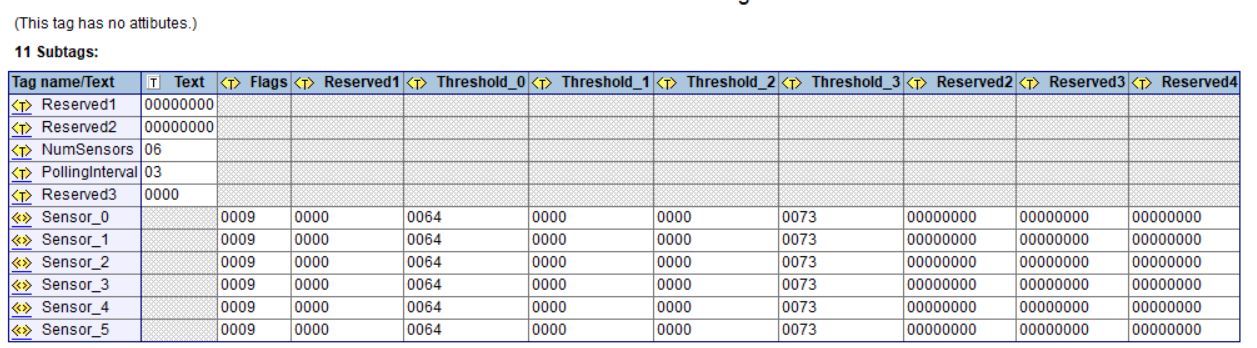 (This tag has no attibutes.)
11 Subtags:
Tag name/Text T Text T Flags T Reserved1 T Threshold_0 T Threshold_1 T Threshold_2 T Threshold_3 T Reserved2 T Reserved3 T Reserved4
T Reserved1 00000000
T Reserved2 00000000
T NumSensors 06
T PollingInterval 03
T Reserved3 0000
Sensor_0 0009 0000 0064 0000 0000 0073 00000000 00000000 00000000
Sensor_1 0009 0000 0064 0000 0000 0073 00000000 00000000 00000000
Sensor_2 0009 0000 0064 0000 0000 0073 00000000 00000000 00000000
Sensor_3 0009 0000 0064 0000 0000 0073 00000000 00000000 00000000
Sensor_4 0009 0000 0064 0000 0000 0073 00000000 00000000 00000000
Sensor_5 0009 0000 0064 0000 0000 0073 00000000 00000000 00000000